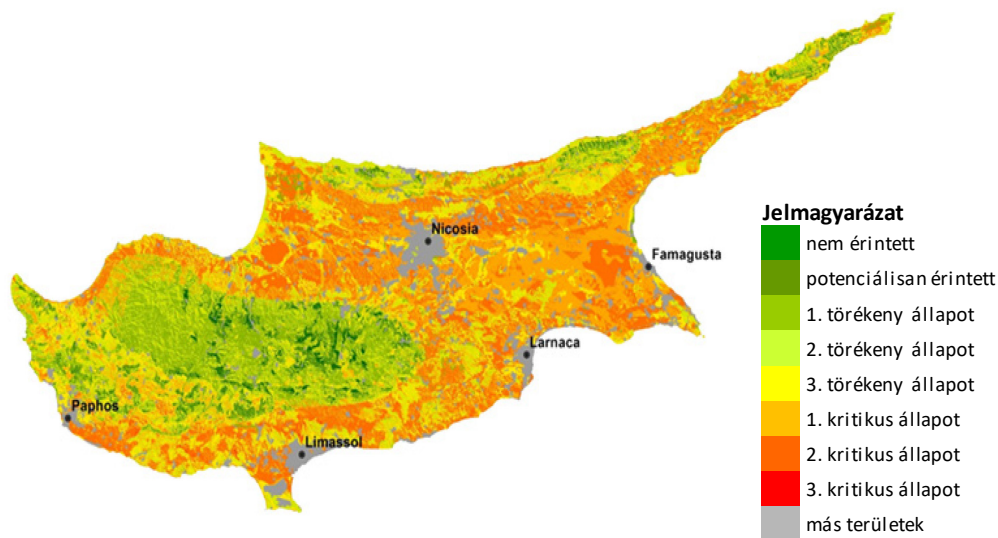 Nicosia
Famagusta
Larnaca
Paphos
Limassol
Jelmagyarázat
nem érintett
potenciálisan érintett
1. törékeny állapot
2. törékeny állapot
3. törékeny állapot
1. kritikus állapot
2. kritikus állapot
3. kritikus állapot
más területek